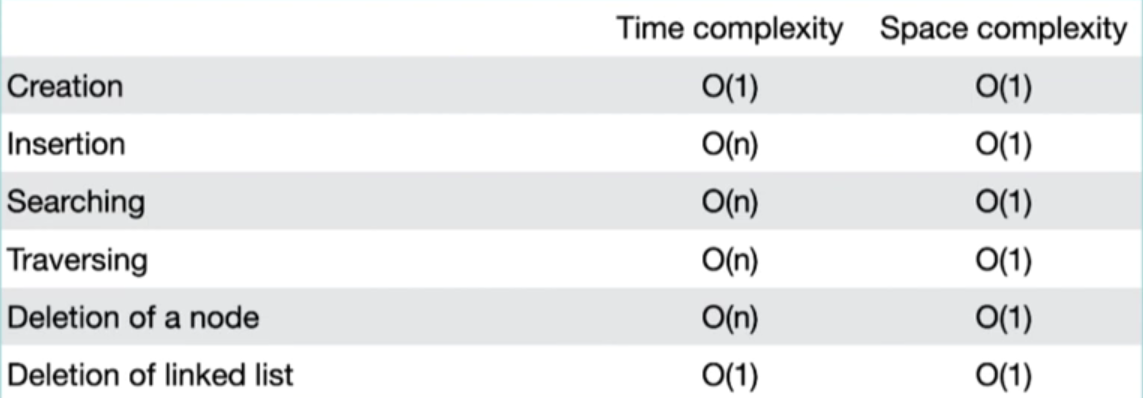 Time complexity Space complexity
Creation O(1) O(1)
Insertion O(n) O(1)
Searching O(n) O(1)
Traversing O(n) O(1)
Deletion of a node O(n) O(1)
Deletion of linked list O(1) O(1)